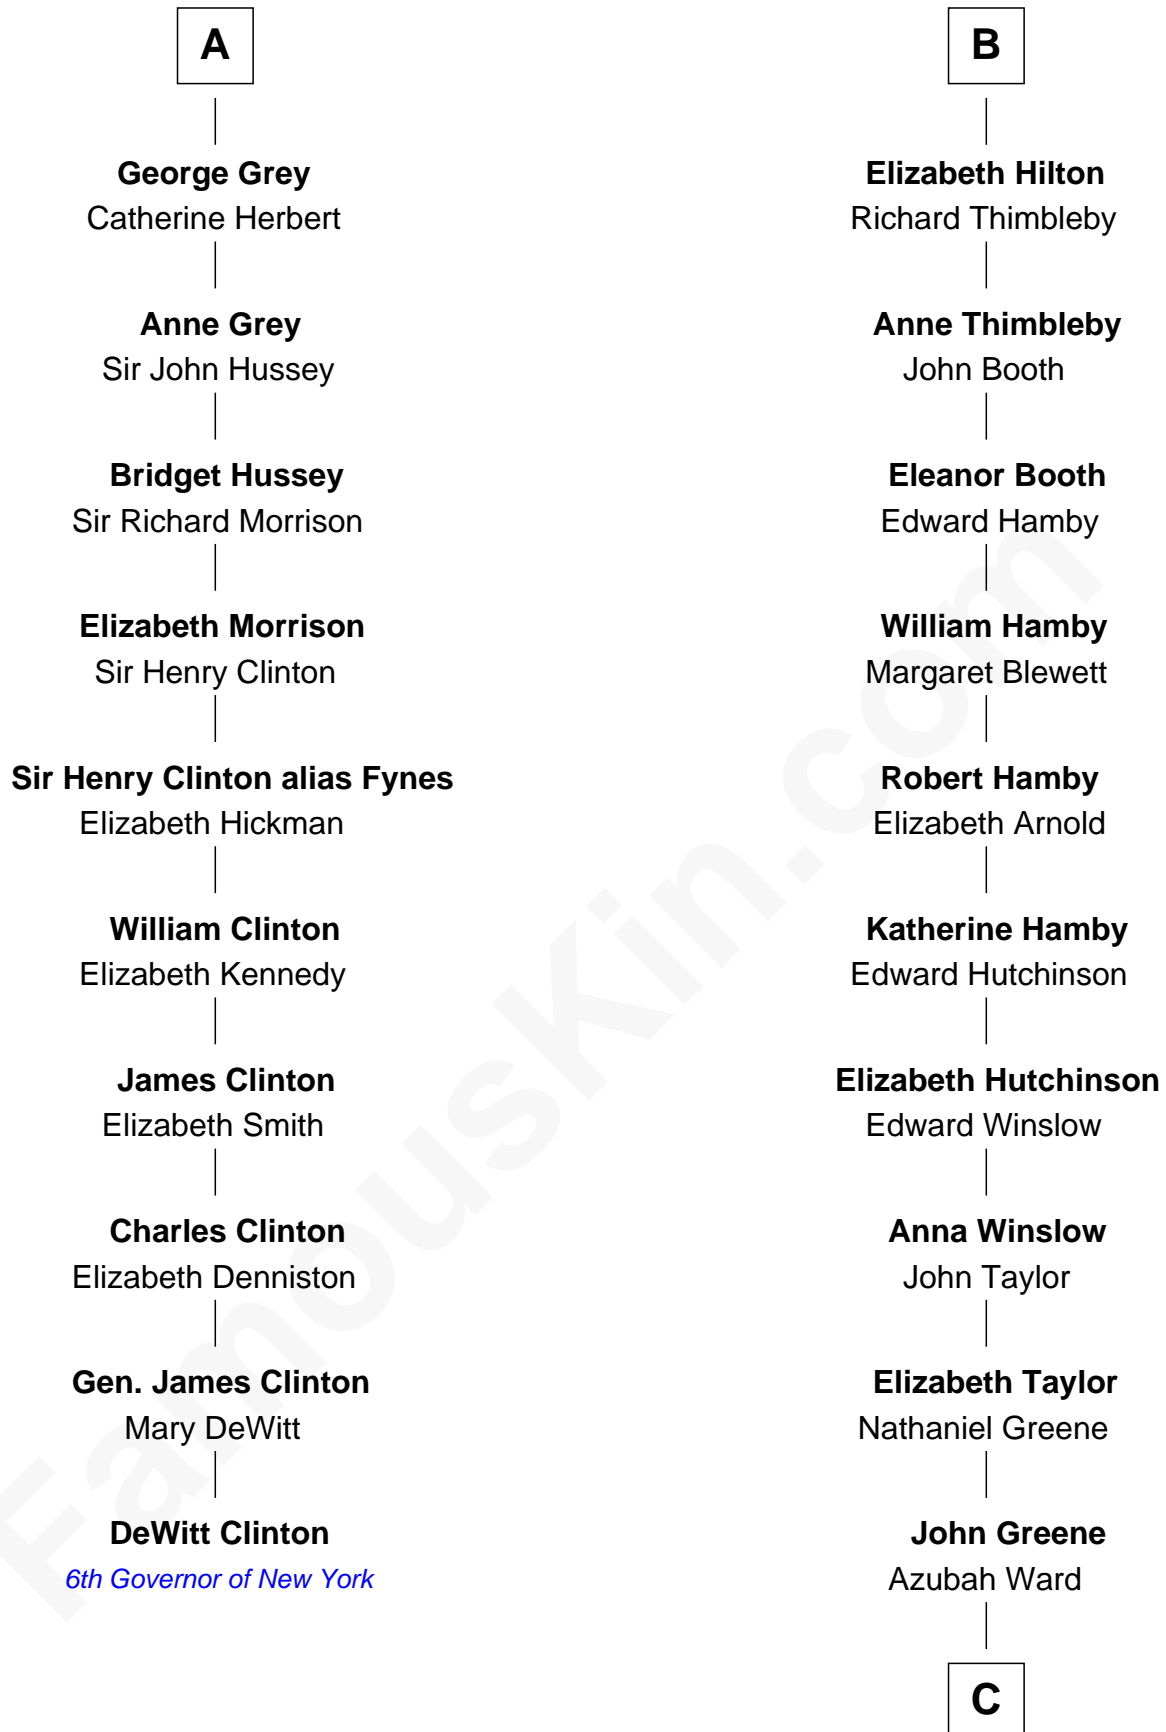 A
George Grey
Catherine Herbert
Anne Grey
Sir John Hussey
Bridget Hussey
Sir Richard Morrison
Elizabeth Morrison
Sir Henry Clinton
Sir Henry Clinton alias Fynes
Elizabeth Hickman
William Clinton
Elizabeth Kennedy
James Clinton
Elizabeth Smith
Charles Clinton
Elizabeth Denniston
Gen. James Clinton
Mary DeWitt
DeWitt Clinton
6th Governor of New York
B
Elizabeth Hilton
Richard Thimbleby
Anne Thimbleby
John Booth
Eleanor Booth
Edward Hamby
William Hamby
Margaret Blewett
Robert Hamby
Elizabeth Arnold
Katherine Hamby
Edward Hutchinson
Elizabeth Hutchinson
Edward Winslow
Anna Winslow
John Taylor
Elizabeth Taylor
Nathaniel Greene
John Greene
Azubah Ward
C
FamousKin.com